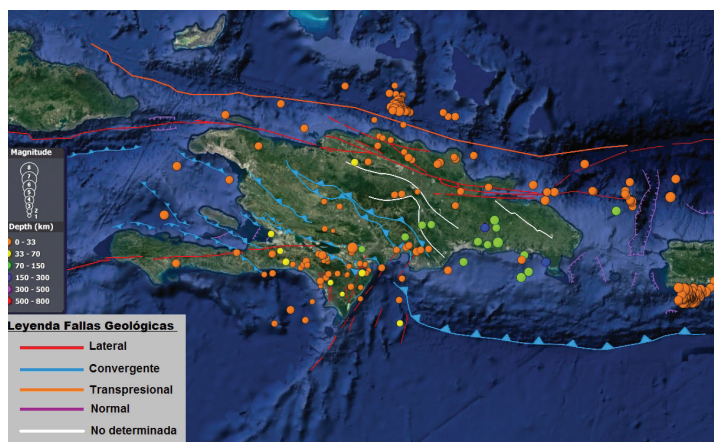 Magnitude
8
7
6
5
4
3
2
1
Depth (km)
0 - 33
33 - 70
70 - 150
150 - 300
300 - 500
500 - 800
Leyenda Fallas Geológicas
Lateral
Convergente
Transpresional
Normal
No determinada